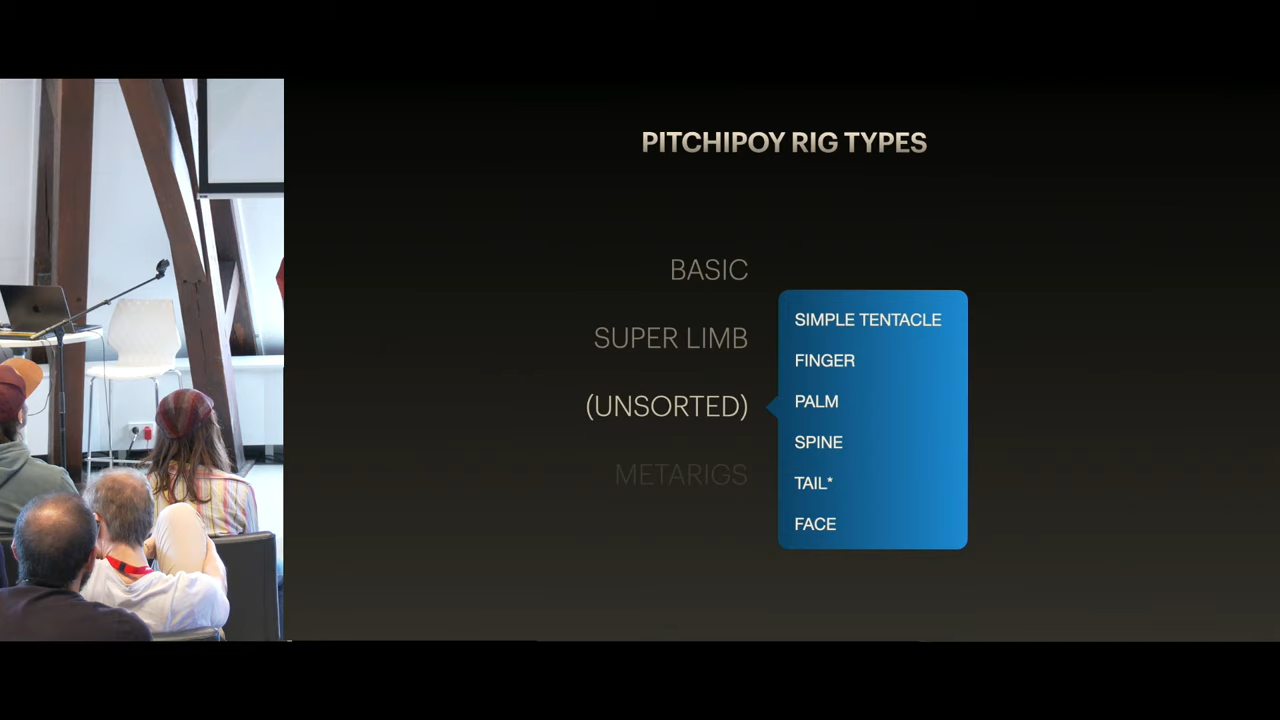 PITCHIPOY RIG TYPES
BASIC
SUPER LIMB
(UNSORTED)
METARIGS
SIMPLE TENTACLE
FINGER
PALM
SPINE
TAIL*
FACE